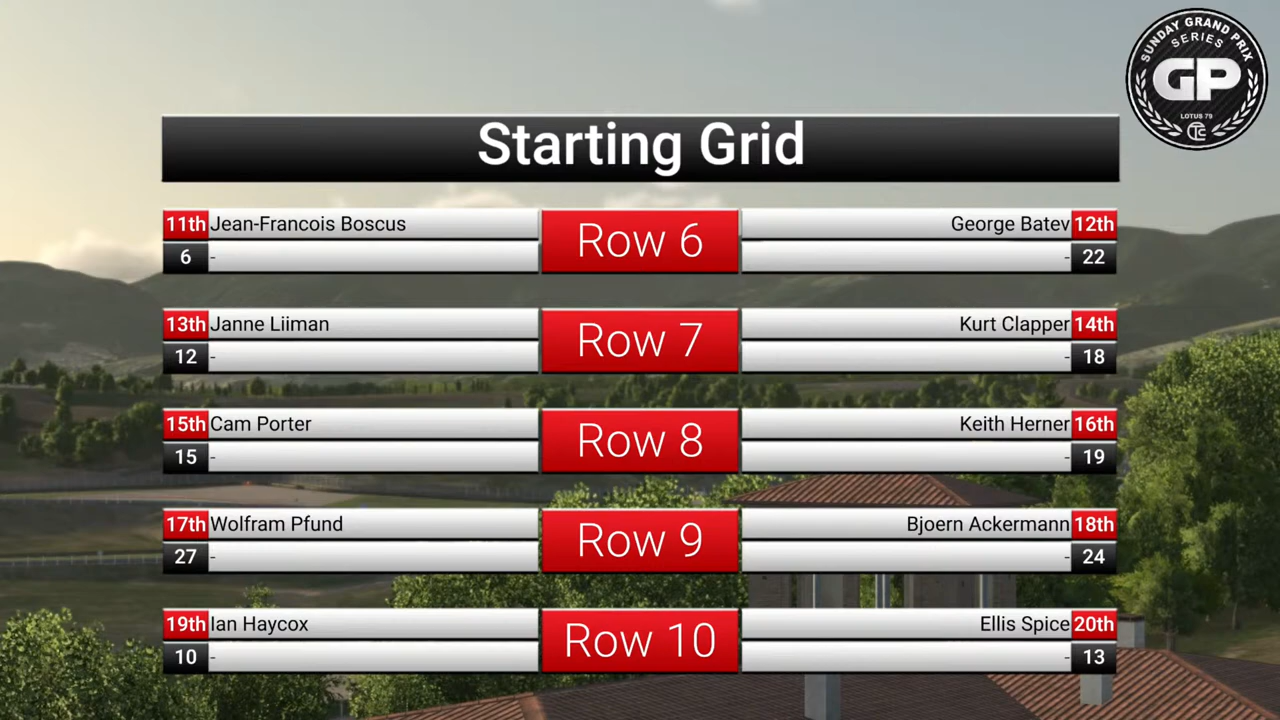 SUNDAY GRAND PRIX
SERIES
GP
LOTUS 79
Starting Grid
11th Jean-Francois Boscus
6 -
Row 6
George Batev 12th
- 22
13th Janne Liiman
12 -
Row 7
Kurt Clapper 14th
- 18
15th Cam Porter
15 -
Row 8
Keith Herner 16th
- 19
17th Wolfram Pfund
27 -
Row 9
Bjoern Ackermann 18th
- 24
19th Ian Haycox
10 -
Row 10
Ellis Spice 20th
- 13